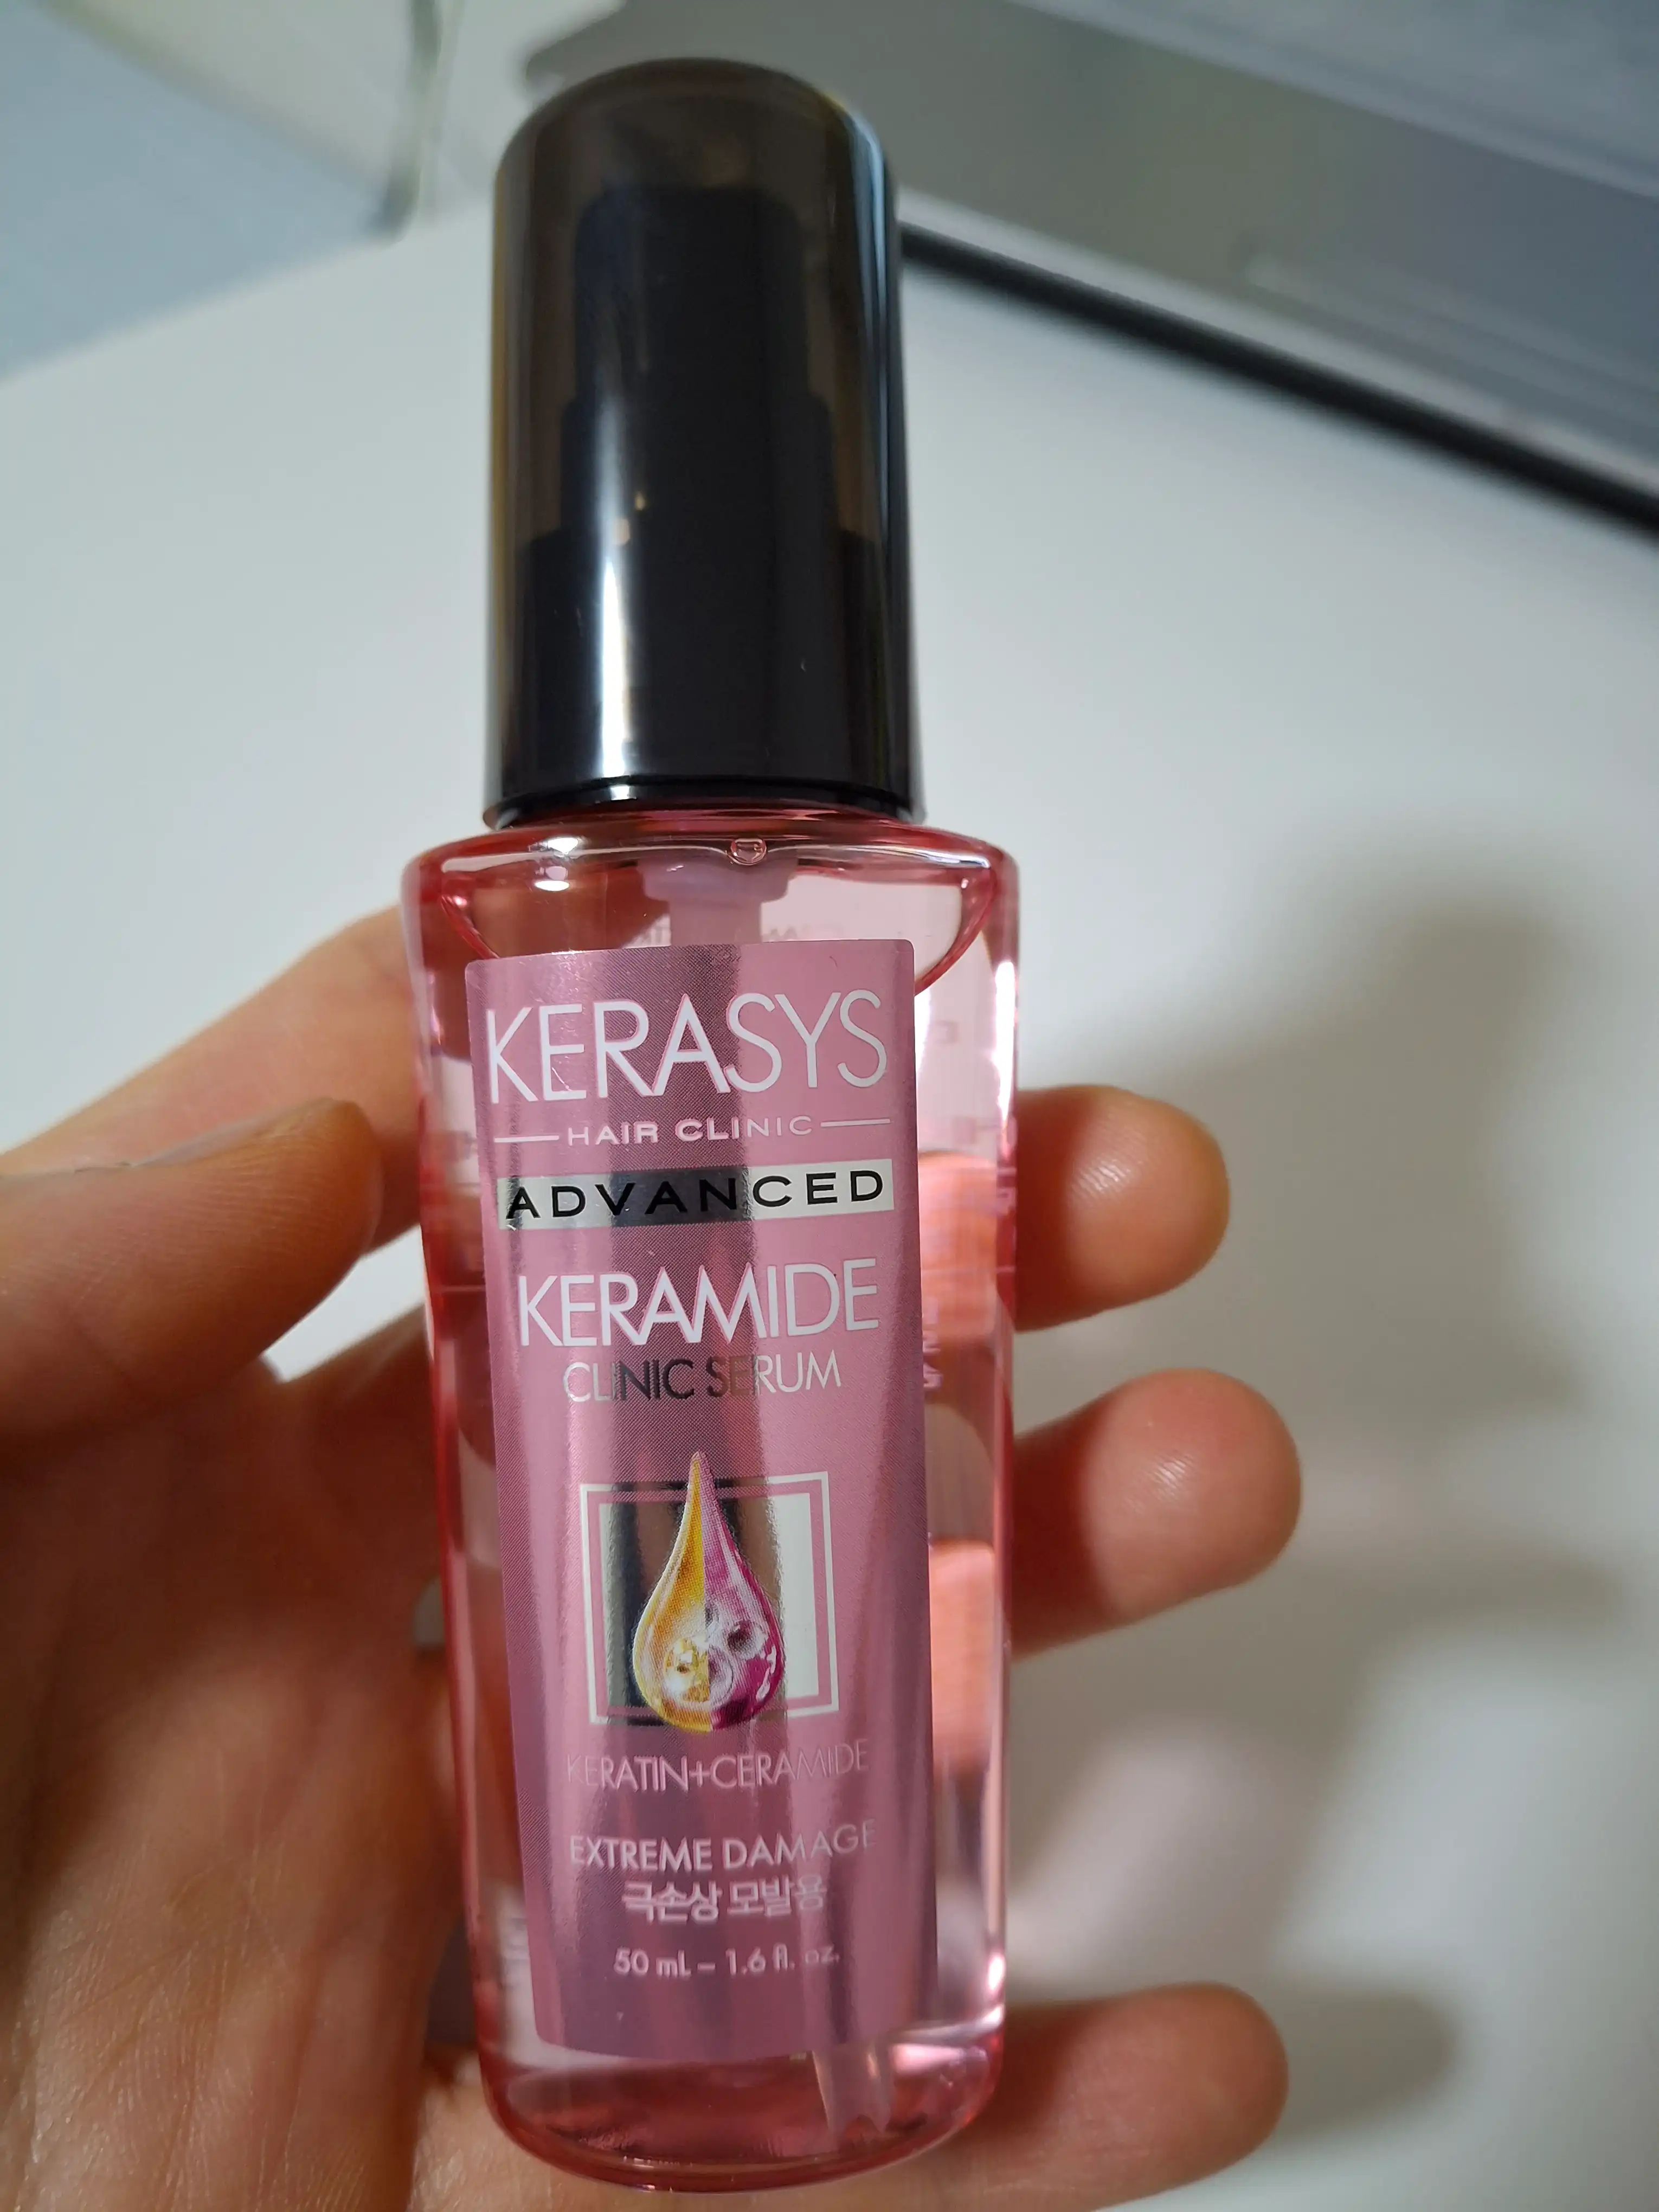 KERASYS
HAIR CLINIC
ADVANCED
KERAMIDE
CLINIC SERUM
KERATIN+CERAMIDE
EXTREME DAMAGE
극손상 모발용
50 mL – 1.6 fl. oz.